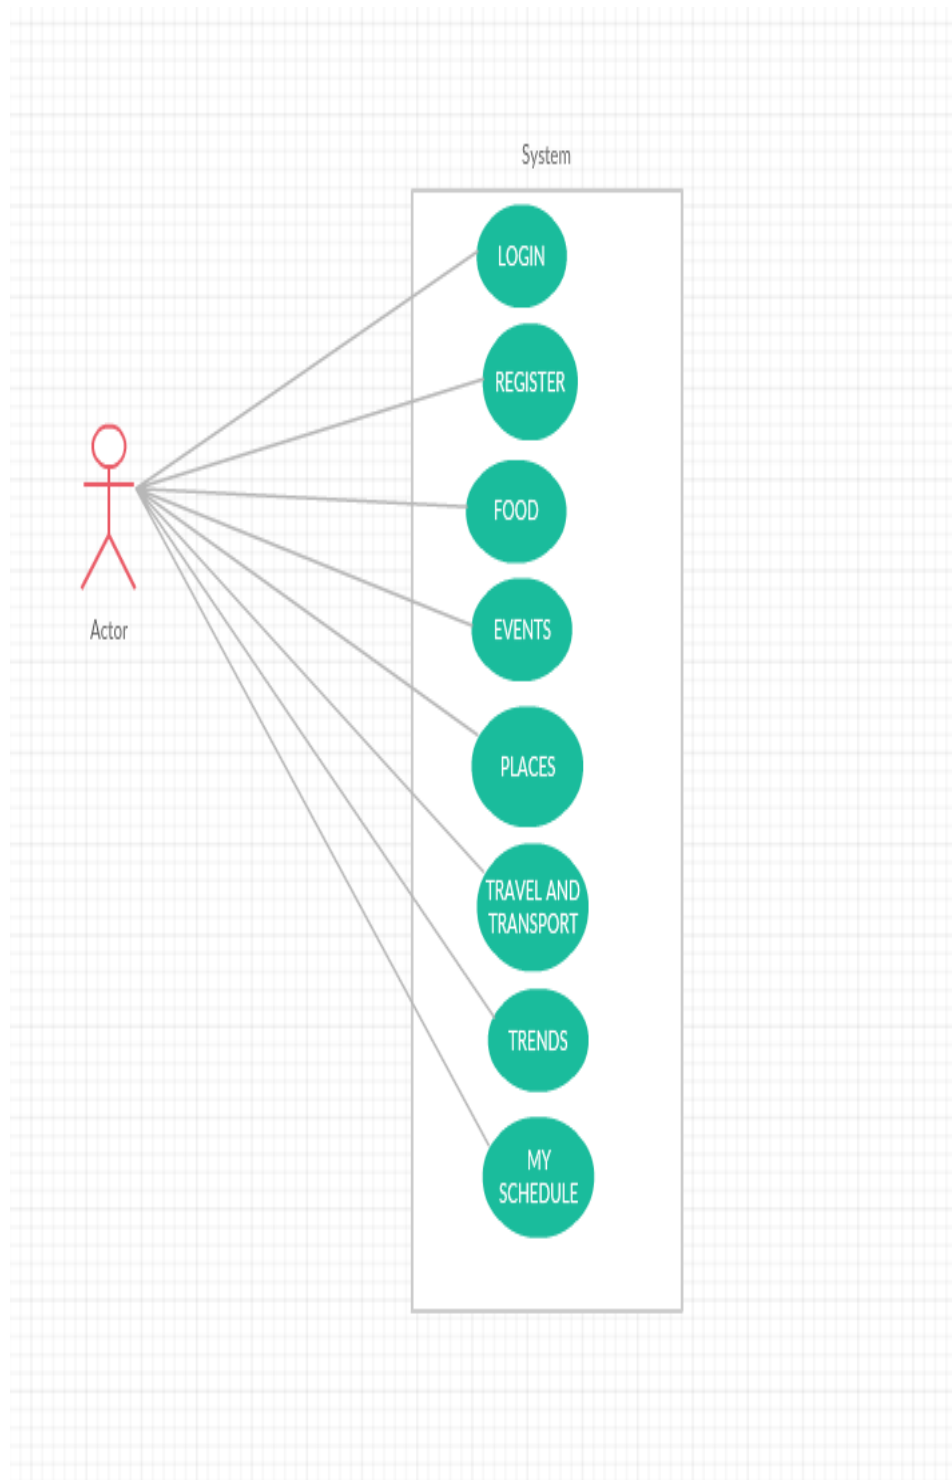 System
LOGIN
REGISTER
FOOD
EVENTS
Actor
PLACES
TRAVEL AND
TRANSPORT
TRENDS
MY
SCHEDULE